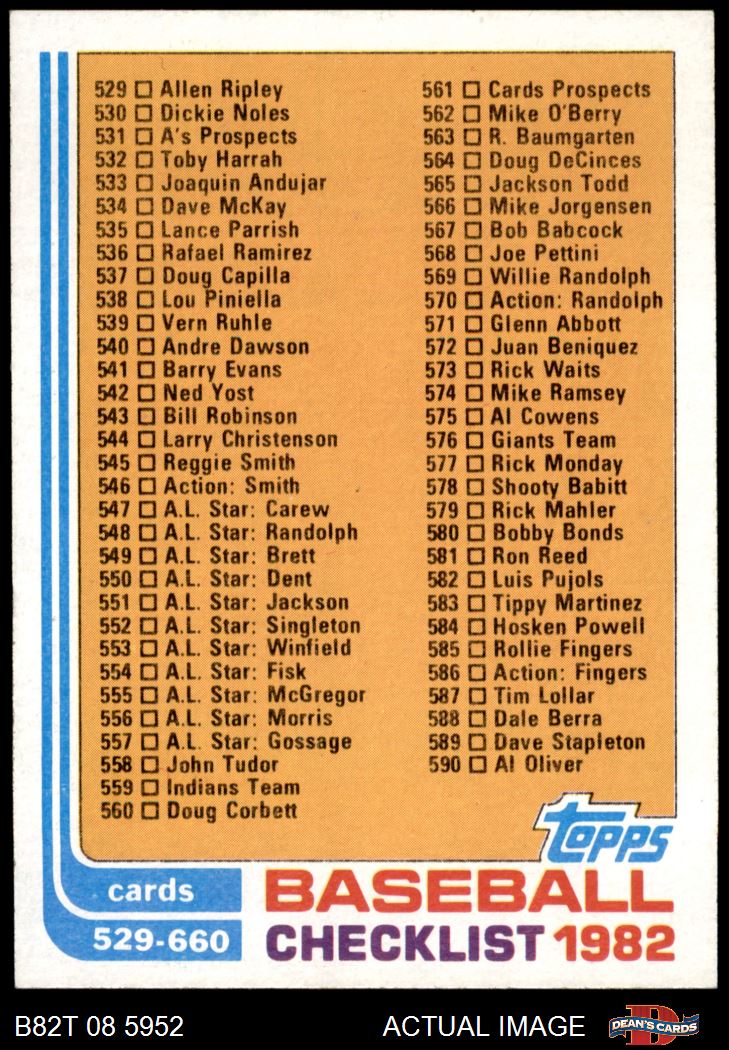 529 Allen Ripley
530 Dickie Noles
531 A's Prospects
532 Toby Harrah
533 Joaquin Andujar
534 Dave McKay
535 Lance Parrish
536 Rafael Ramirez
537 Doug Capilla
538 Lou Piniella
539 Vern Ruhle
540 Andre Dawson
541 Barry Evans
542 Ned Yost
543 Bill Robinson
544 Larry Christenson
545 Reggie Smith
546 Action: Smith
547 A.L. Star: Carew
548 A.L. Star: Randolph
549 A.L. Star: Brett
550 A.L. Star: Dent
551 A.L. Star: Jackson
552 A.L. Star: Singleton
553 A.L. Star: Winfield
554 A.L. Star: Fisk
555 A.L. Star: McGregor
556 A.L. Star: Morris
557 A.L. Star: Gossage
558 John Tudor
559 Indians Team
560 Doug Corbett
561 Cards Prospects
562 Mike O'Berry
563 R. Baumgarten
564 Doug DeCinces
565 Jackson Todd
566 Mike Jorgensen
567 Bob Babcock
568 Joe Pettini
569 Willie Randolph
570 Action: Randolph
571 Glenn Abbott
572 Juan Beniquez
573 Rick Waits
574 Mike Ramsey
575 Al Cowens
576 Giants Team
577 Rick Monday
578 Shooty Babitt
579 Rick Mahler
580 Bobby Bonds
581 Ron Reed
582 Luis Pujols
583 Tippy Martinez
584 Hosken Powell
585 Rollie Fingers
586 Action: Fingers
587 Tim Lollar
588 Dale Berra
589 Dave Stapleton
590 Al Oliver
topps
cards
529-660
BASEBALL
CHECKLIST 1982
B82T 08 5952
ACTUAL IMAGE
D
DEAN'S CARDS